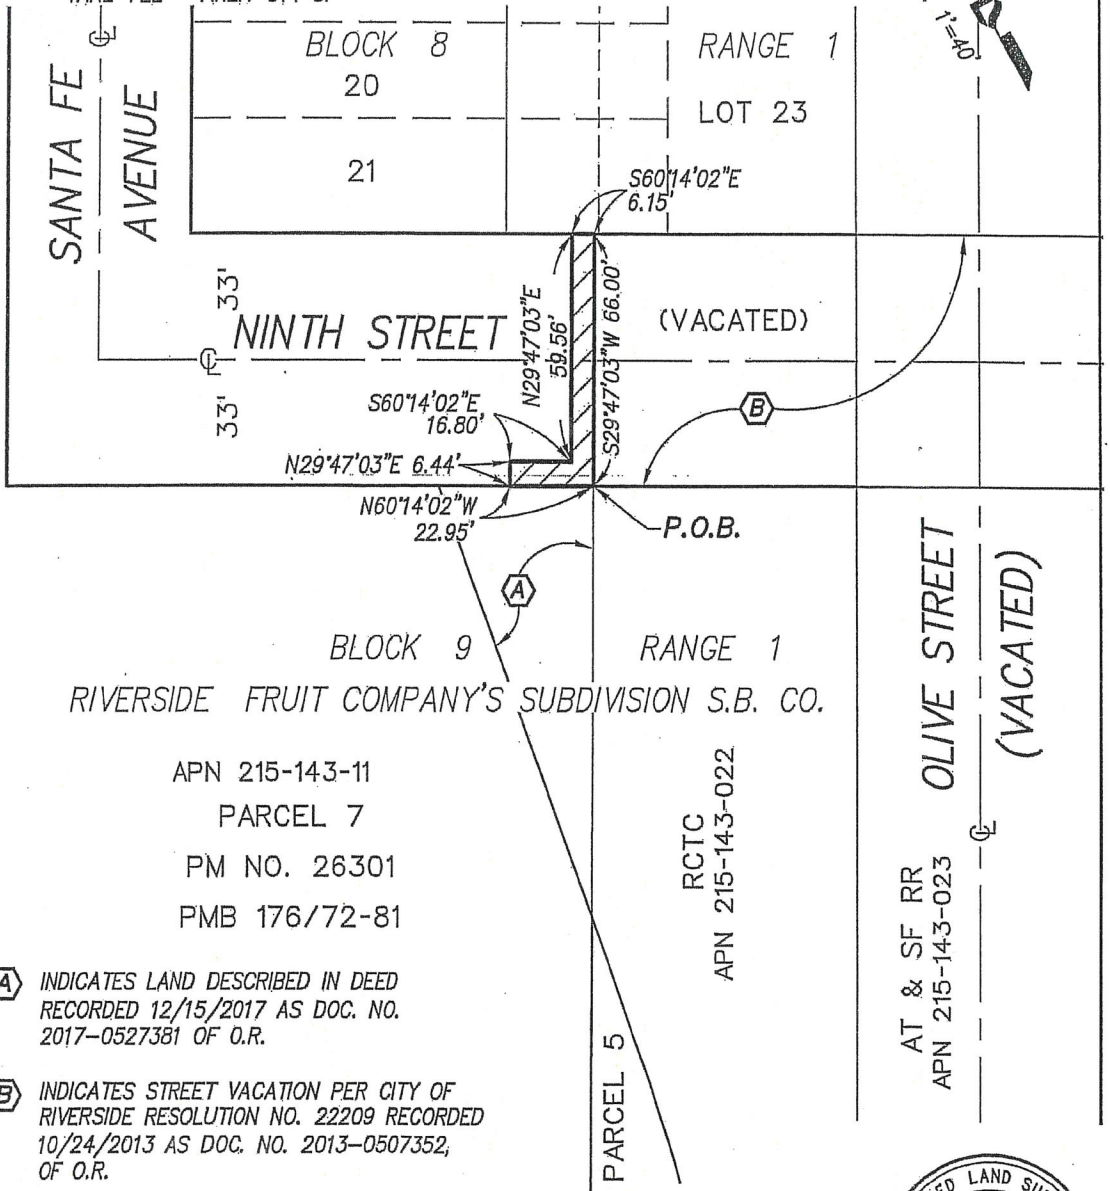 BLOCK 8
RANGE 1
1"=40'
20
LOT 23
SANTA FE
AVENUE
21
S60°14'02"E
6.15'
33'
NINTH STREET
(VACATED)
N29°47'03"E
59.56'
S29°47'03"W 66.00'
℄
33'
S60°14'02"E
16.80'
B
N29°47'03"E 6.44'
N60°14'02"W
22.95'
P.O.B.
A
OLIVE STREET
(VACATED)
BLOCK 9
RANGE 1
RIVERSIDE FRUIT COMPANY'S SUBDIVISION S.B. CO.
APN 215-143-11
PARCEL 7
PM NO. 26301
PMB 176/72-81
RCTC
APN 215-143-022
AT & SF RR
APN 215-143-023
A INDICATES LAND DESCRIBED IN DEED
RECORDED 12/15/2017 AS DOC. NO.
2017-0527381 OF O.R.
B INDICATES STREET VACATION PER CITY OF
RIVERSIDE RESOLUTION NO. 22209 RECORDED
10/24/2013 AS DOC. NO. 2013-0507352,
OF O.R.
PARCEL 5
LAND